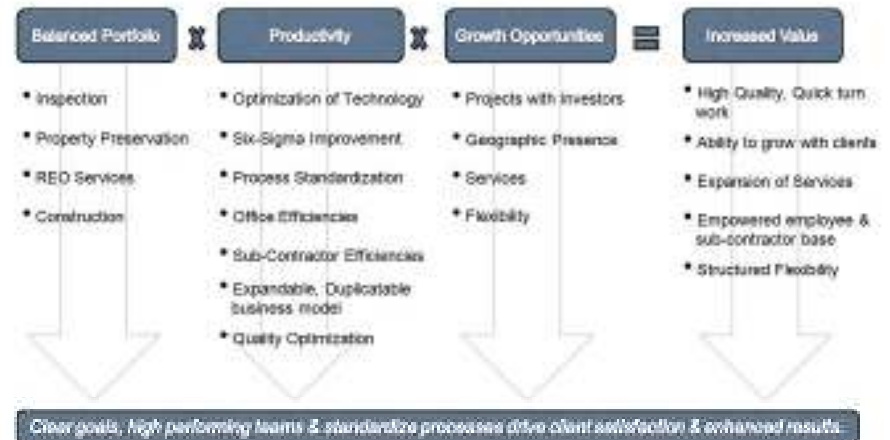 Balanced Portfolio
Productivity
Growth Opportunities
Increased Value
• Inspection
• Property Preservation
• REO Services
• Construction
• Optimization of Technology
• Six-Sigma Improvement
• Process Standardization
• Office Efficiencies
• Sub-Contractor Efficiencies
• Expandable, Duplicatable
business model
• Quality Optimization
• Projects with Investors
• Geographic Presence
• Services
• Flexibility
• High Quality, Quick turn
work
• Ability to grow with clients
• Expansion of Services
• Empowered employee &
sub-contractor base
• Structured Flexibility
Clear goals, high performing teams & standardize processes drive client satisfaction & enhanced results.